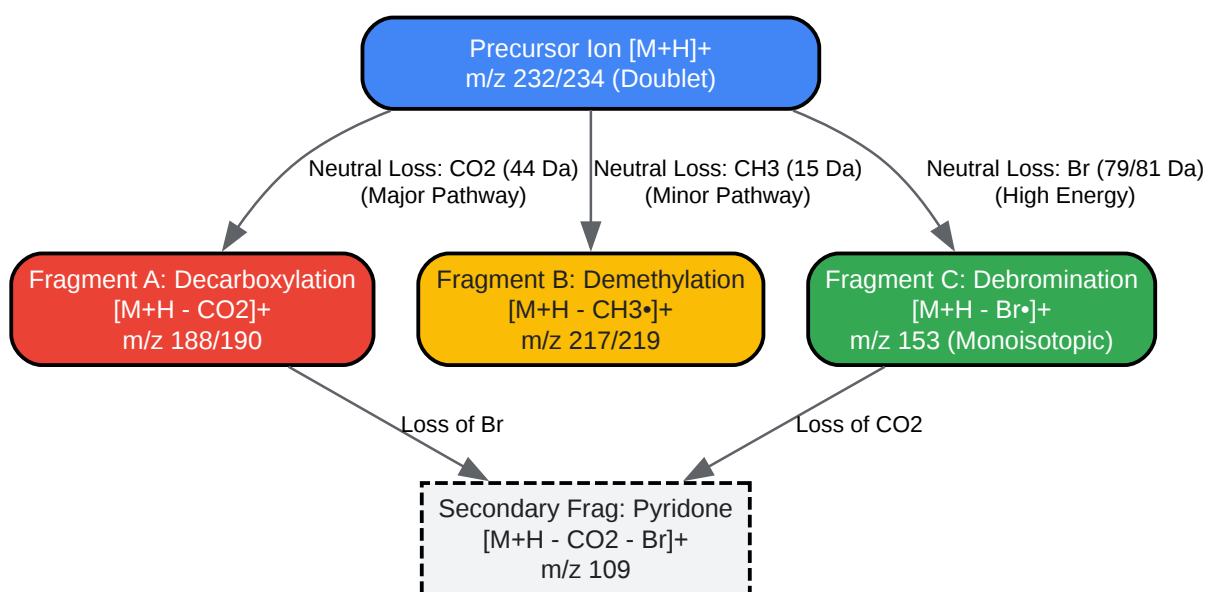 Precursor Ion [M+H]+
m/z 232/234 (Doublet)
Neutral Loss: CO2 (44 Da)
(Major Pathway)
Neutral Loss: CH3 (15 Da)
(Minor Pathway)
Neutral Loss: Br (79/81 Da)
(High Energy)
Fragment A: Decarboxylation
[M+H - CO2]+
m/z 188/190
Fragment B: Demethylation
[M+H - CH3•]+
m/z 217/219
Fragment C: Debromination
[M+H - Br•]+
m/z 153 (Monoisotopic)
Loss of Br
Loss of CO2
Secondary Frag: Pyridone
[M+H - CO2 - Br]+
m/z 109